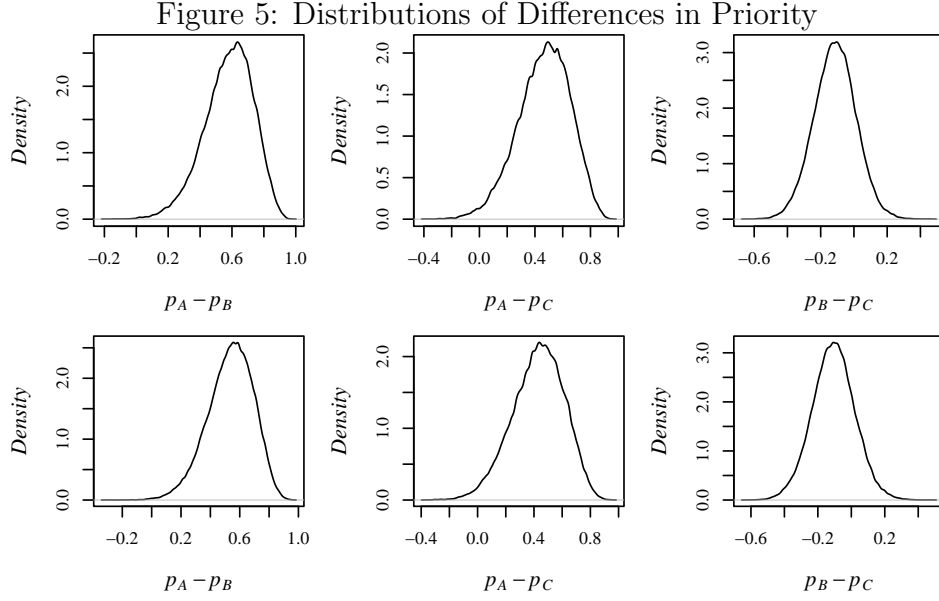 Figure 5: Distributions of Differences in Priority
Density
0.0 1.0 2.0
−0.2 0.2 0.6 1.0
p_A − p_B
Density
0.0 0.5 1.0 1.5 2.0
−0.4 0.0 0.4 0.8
p_A − p_C
Density
0.0 1.0 2.0 3.0
−0.6 −0.2 0.2
p_B − p_C
Density
0.0 1.0 2.0
−0.2 0.2 0.6 1.0
p_A − p_B
Density
0.0 1.0 2.0
−0.4 0.0 0.4 0.8
p_A − p_C
Density
0.0 1.0 2.0 3.0
−0.6 −0.2 0.2
p_B − p_C